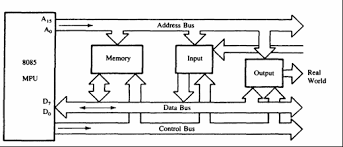 A15
Address Bus
A0
8085
MPU
Memory
Input
Output
Real
World
D7
Data Bus
D0
Control Bus